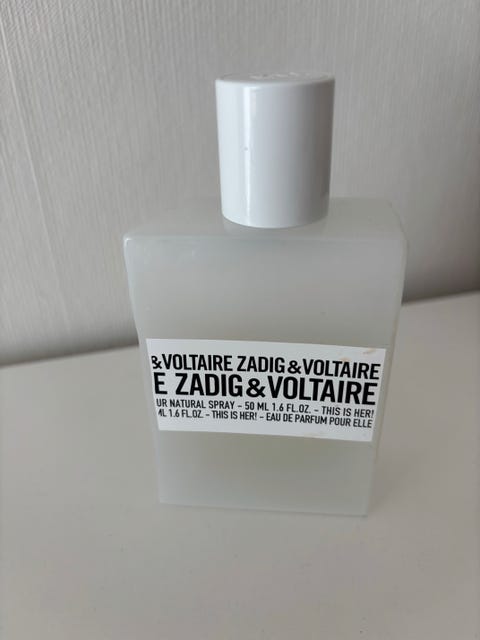 &VOLTAIRE ZADIG&VOLTAIRE
E ZADIG&VOLTAIRE
UR NATURAL SPRAY - 50 ML 1.6 FL.OZ. - THIS IS HER!
ML 1.6 FL.OZ. - THIS IS HER! - EAU DE PARFUM POUR ELLE